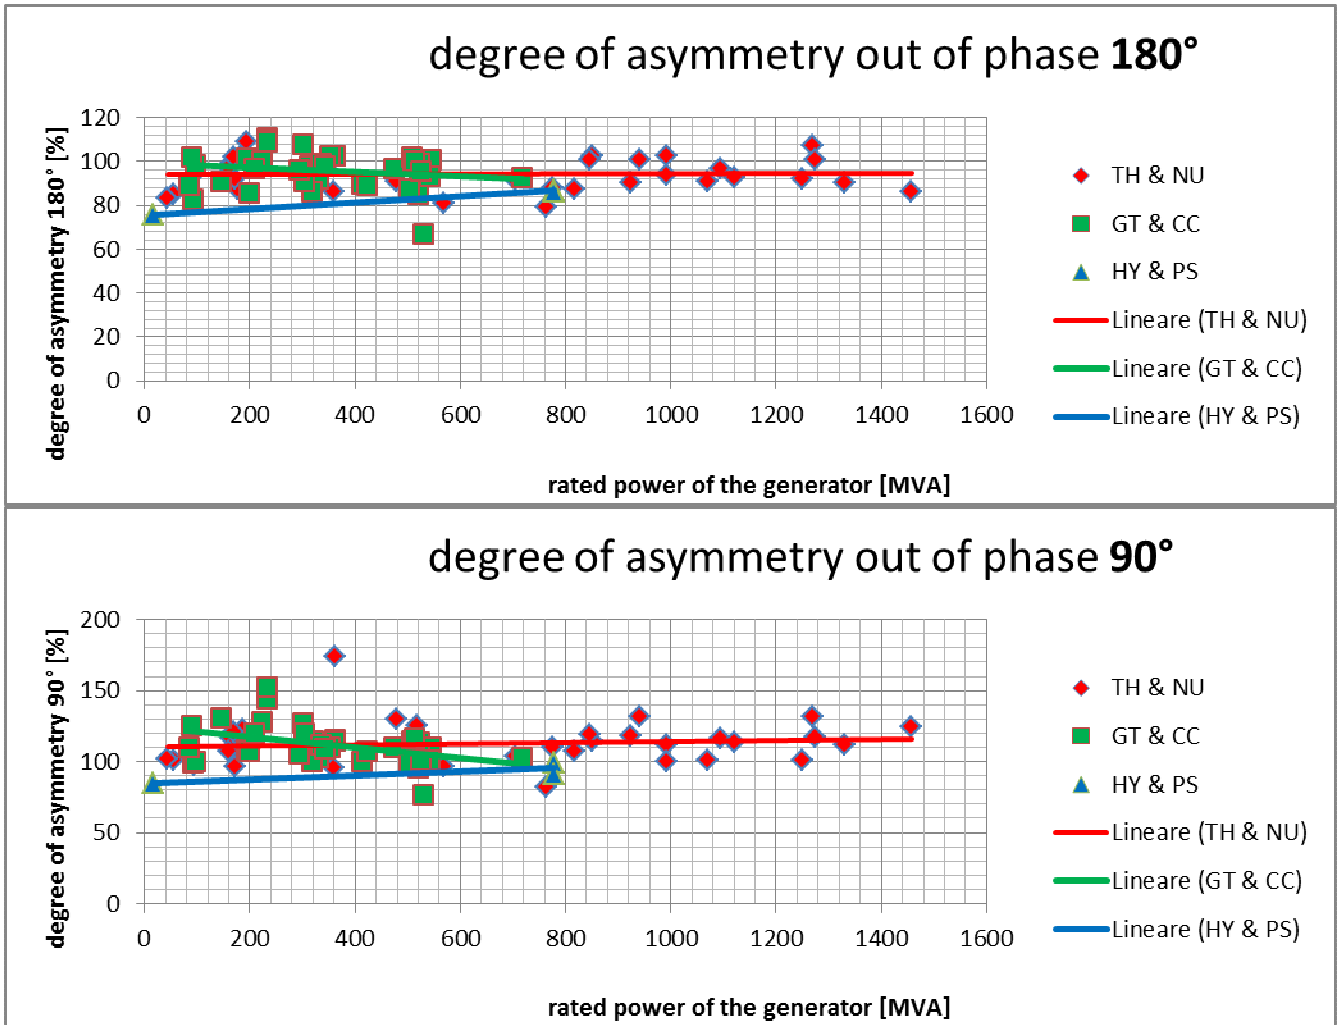 degree of asymmetry out of phase 180°
degree of asymmetry 180° [%]
120
100
80
60
40
20
0
0 200 400 600 800 1000 1200 1400 1600
rated power of the generator [MVA]
TH & NU
GT & CC
HY & PS
Lineare (TH & NU)
Lineare (GT & CC)
Lineare (HY & PS)
degree of asymmetry out of phase 90°
degree of asymmetry 90° [%]
200
150
100
50
0
0 200 400 600 800 1000 1200 1400 1600
rated power of the generator [MVA]
TH & NU
GT & CC
HY & PS
Lineare (TH & NU)
Lineare (GT & CC)
Lineare (HY & PS)